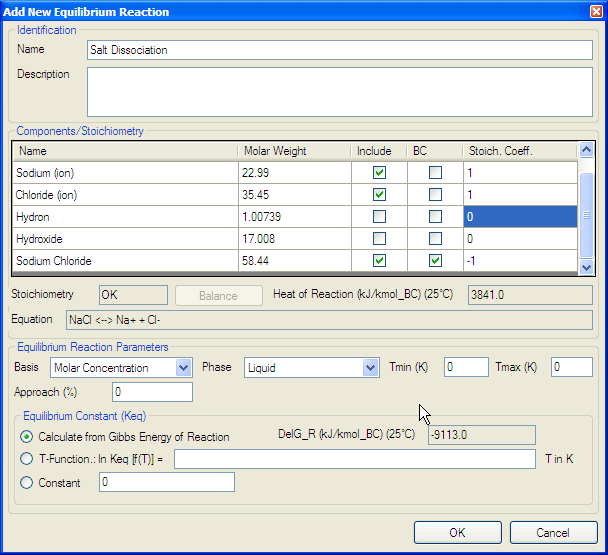 Add New Equilibrium Reaction
Identification
Name Salt Dissociation
Description
Components/Stoichiometry
Name Molar Weight Include BC Stoich. Coeff.
Sodium (ion) 22.99 1
Chloride (ion) 35.45 1
Hydron 1.00739 0
Hydroxide 17.008 0
Sodium Chloride 58.44 -1
Stoichiometry OK Balance Heat of Reaction (kJ/kmol_BC) (25°C) 3841.0
Equation NaCl <--> Na+ + Cl-
Equilibrium Reaction Parameters
Basis Molar Concentration Phase Liquid Tmin (K) 0 Tmax (K) 0
Approach (%) 0
Equilibrium Constant (Keq)
Calculate from Gibbs Energy of Reaction DelG_R (kJ/kmol_BC) (25°C) -9113.0
T-Function.: ln Keq [f(T)] = T in K
Constant 0
OK Cancel